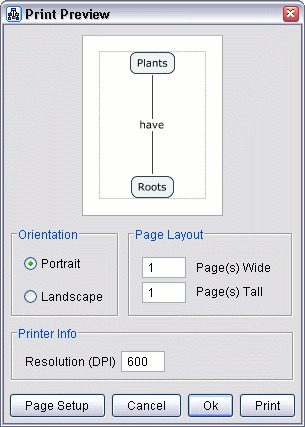 Print Preview
Plants
have
Roots
Orientation
Portrait
Landscape
Page Layout
1 Page(s) Wide
1 Page(s) Tall
Printer Info
Resolution (DPI) 600
Page Setup Cancel Ok Print